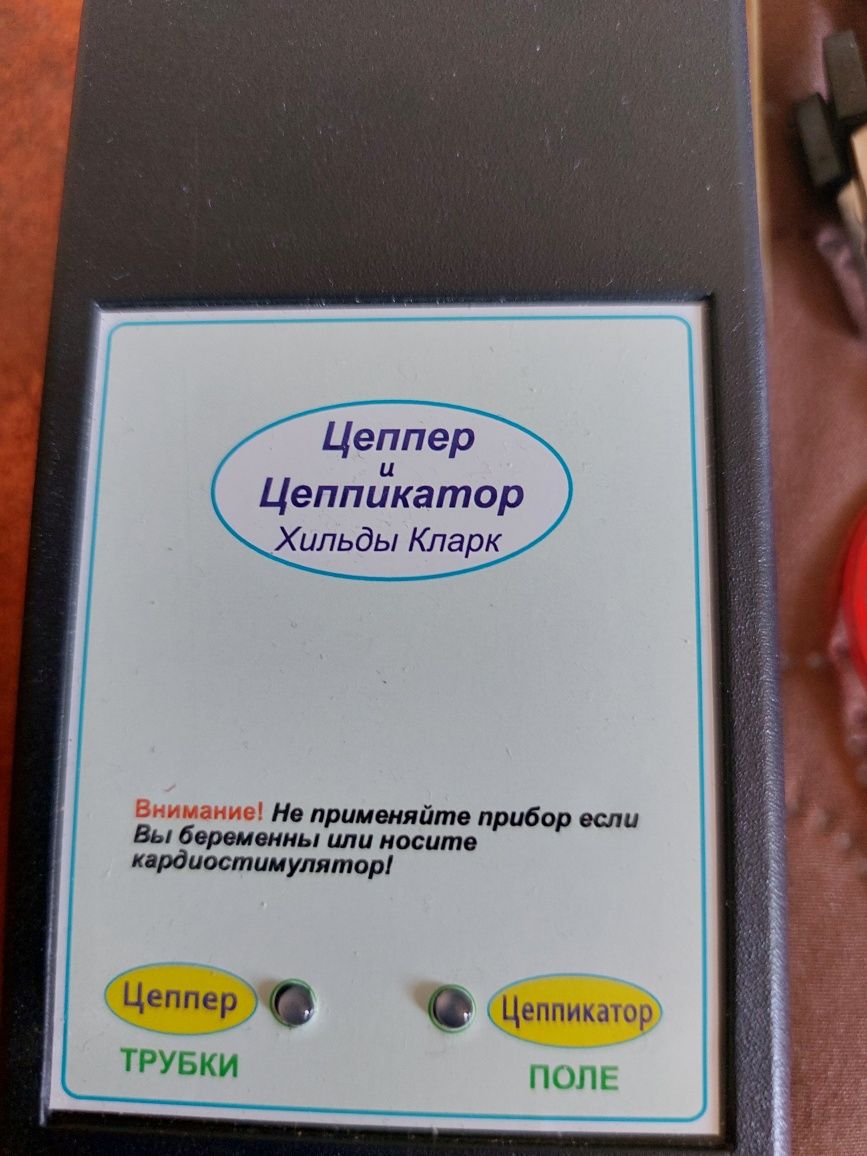 Цеппер
и
Цеппикатор
Хильды Кларк
Внимание! Не применяйте прибор если
Вы беременны или носите
кардиостимулятор!
Цеппер
Цеппикатор
ТРУБКИ
ПОЛЕ